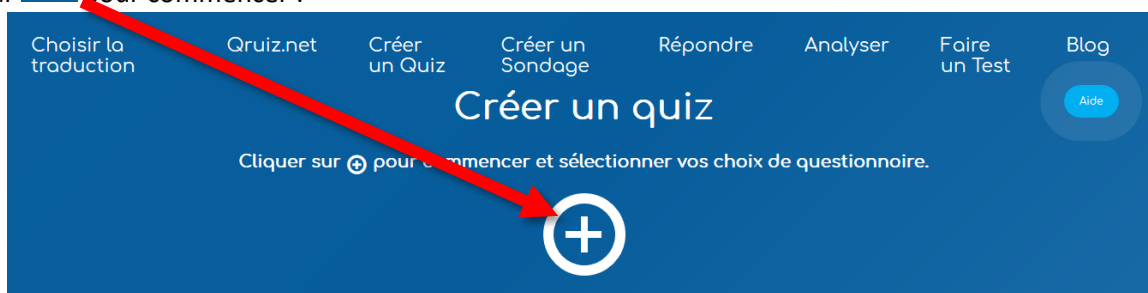 pour commencer :
Choisir la traduction
Qruiz.net
Créer un Quiz
Créer un Sondage
Répondre
Analyser
Faire un Test
Blog
Aide
Créer un quiz
Cliquer sur pour commencer et sélectionner vos choix de questionnoire.